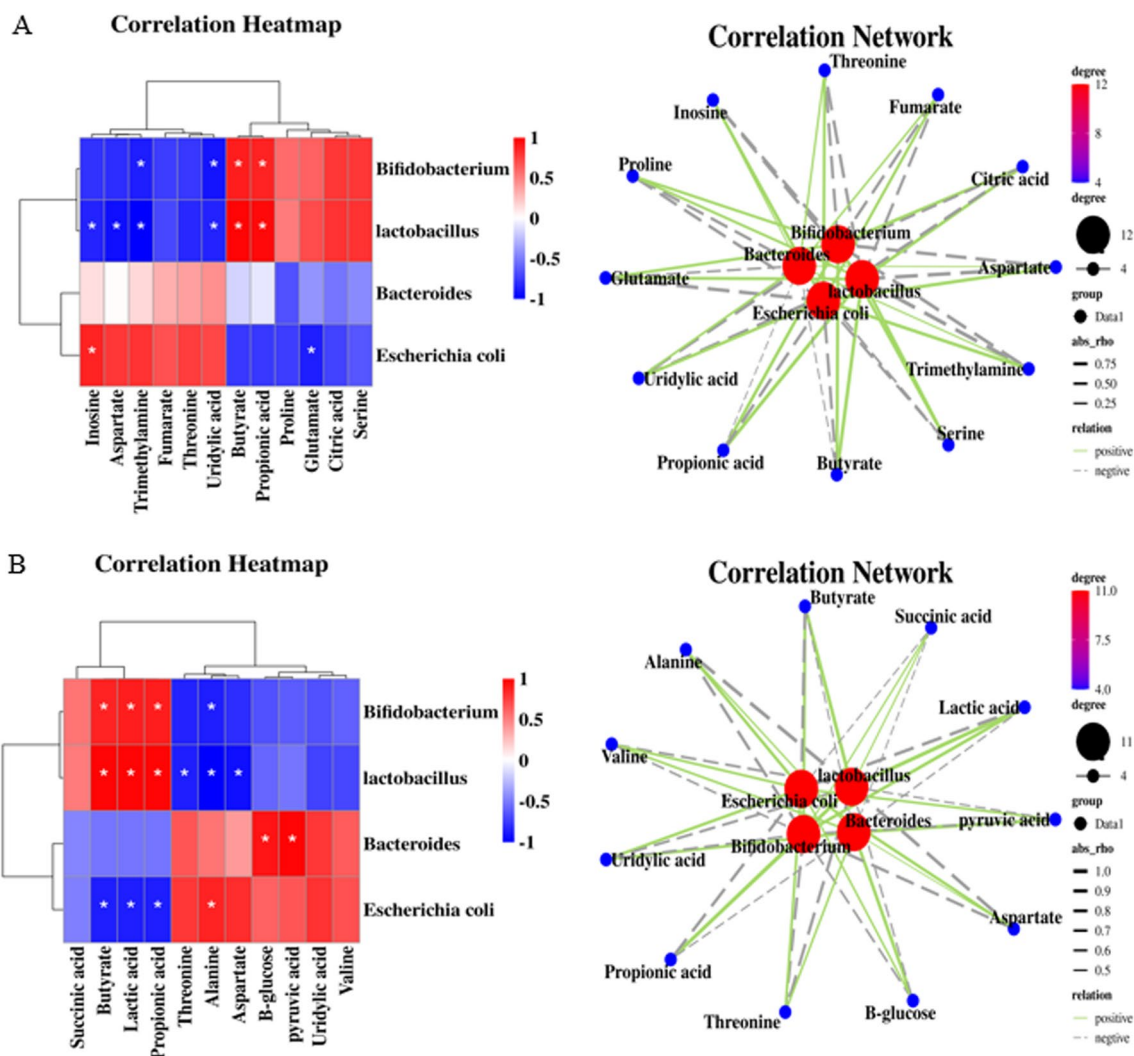 A
Correlation Heatmap
1
0.5
0
-0.5
-1
Bifidobacterium
lactobacillus
Bacteroides
Escherichia coli
Inosine
Aspartate
Trimethylamine
Fumarate
Threonine
Uridylic acid
Butyrate
Propionic acid
Proline
Glutamate
Citric acid
Serine
Correlation Network
Threonine
Inosine
Fumarate
Proline
Citric acid
Bifidobacterium
Bacteroides
Aspartate
Glutamate
lactobacillus
Escherichia coli
Uridylic acid
Trimethylamine
Serine
Propionic acid
Butyrate
degree
12
8
4
degree
12
4
group
Data1
abs_rho
0.75
0.50
0.25
relation
positive
negtive
B
Correlation Heatmap
1
0.5
0
-0.5
-1
Bifidobacterium
lactobacillus
Bacteroides
Escherichia coli
Succinic acid
Butyrate
Lactic acid
Propionic acid
Threonine
Alanine
Aspartate
B-glucose
pyruvic acid
Uridylic acid
Valine
Correlation Network
Butyrate
Succinic acid
Alanine
Lactic acid
Valine
lactobacillus
Escherichia coli
Bacteroides
pyruvic acid
Bifidobacterium
Uridylic acid
Aspartate
Propionic acid
B-glucose
Threonine
degree
11.0
7.5
4.0
degree
11
4
group
Data1
abs_rho
1.0
0.9
0.8
0.7
0.6
0.5
relation
positive
negtive